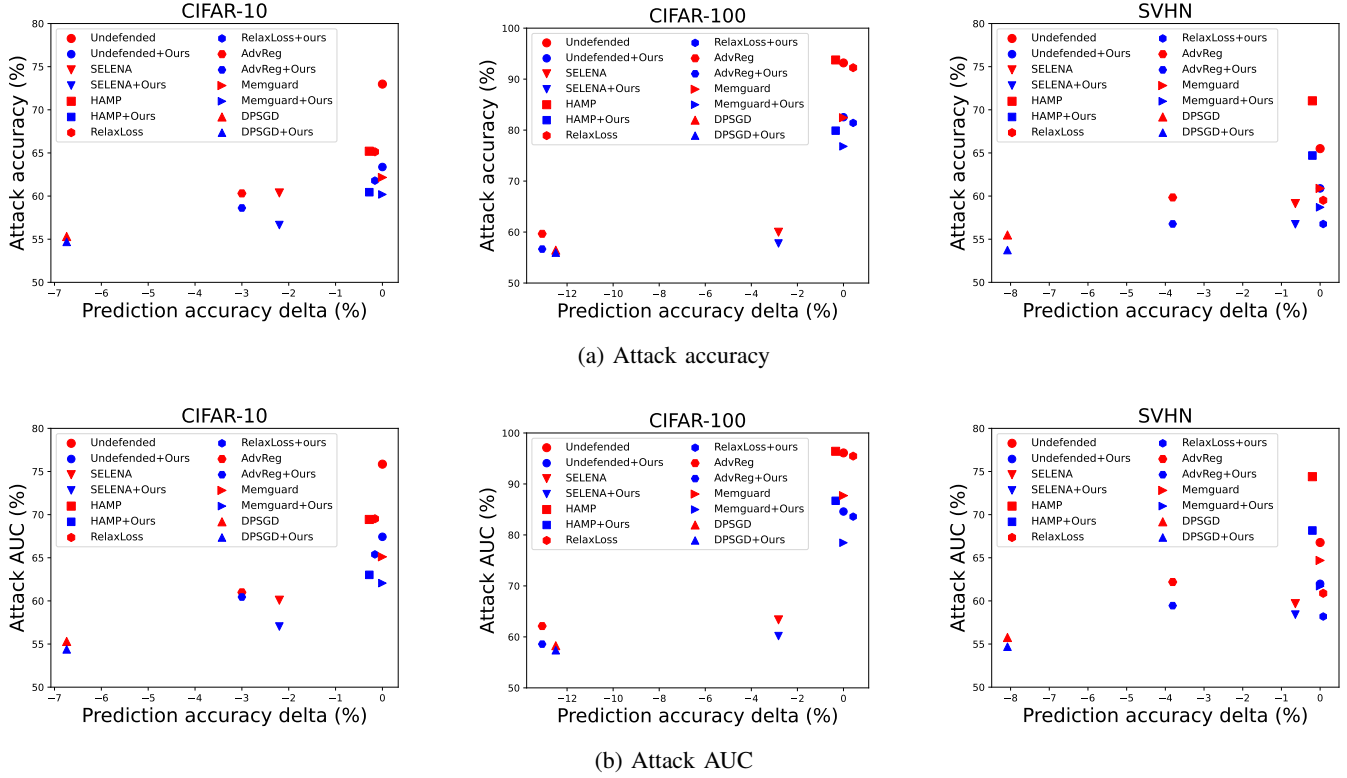 CIFAR-10
Attack accuracy (%)
80
75
70
65
60
55
50
Undefended
Undefended+Ours
SELENA
SELENA+Ours
HAMP
HAMP+Ours
RelaxLoss
RelaxLoss+ours
AdvReg
AdvReg+Ours
Memguard
Memguard+Ours
DPSGD
DPSGD+Ours
−7 −6 −5 −4 −3 −2 −1 0
Prediction accuracy delta (%)
CIFAR-100
Attack accuracy (%)
100
90
80
70
60
50
Undefended
Undefended+Ours
SELENA
SELENA+Ours
HAMP
HAMP+Ours
RelaxLoss
RelaxLoss+ours
AdvReg
AdvReg+Ours
Memguard
Memguard+Ours
DPSGD
DPSGD+Ours
−12 −10 −8 −6 −4 −2 0
Prediction accuracy delta (%)
SVHN
Attack accuracy (%)
80
75
70
65
60
55
50
Undefended
Undefended+Ours
SELENA
SELENA+Ours
HAMP
HAMP+Ours
RelaxLoss
RelaxLoss+ours
AdvReg
AdvReg+Ours
Memguard
Memguard+Ours
DPSGD
DPSGD+Ours
−8 −7 −6 −5 −4 −3 −2 −1 0
Prediction accuracy delta (%)
(a) Attack accuracy
CIFAR-10
Attack AUC (%)
80
75
70
65
60
55
50
Undefended
Undefended+Ours
SELENA
SELENA+Ours
HAMP
HAMP+Ours
RelaxLoss
RelaxLoss+ours
AdvReg
AdvReg+Ours
Memguard
Memguard+Ours
DPSGD
DPSGD+Ours
−7 −6 −5 −4 −3 −2 −1 0
Prediction accuracy delta (%)
CIFAR-100
Attack AUC (%)
100
90
80
70
60
50
Undefended
Undefended+Ours
SELENA
SELENA+Ours
HAMP
HAMP+Ours
RelaxLoss
RelaxLoss+ours
AdvReg
AdvReg+Ours
Memguard
Memguard+Ours
DPSGD
DPSGD+Ours
−12 −10 −8 −6 −4 −2 0
Prediction accuracy delta (%)
SVHN
Attack AUC (%)
80
75
70
65
60
55
50
Undefended
Undefended+Ours
SELENA
SELENA+Ours
HAMP
HAMP+Ours
RelaxLoss
RelaxLoss+ours
AdvReg
AdvReg+Ours
Memguard
Memguard+Ours
DPSGD
DPSGD+Ours
−8 −7 −6 −5 −4 −3 −2 −1 0
Prediction accuracy delta (%)
(b) Attack AUC